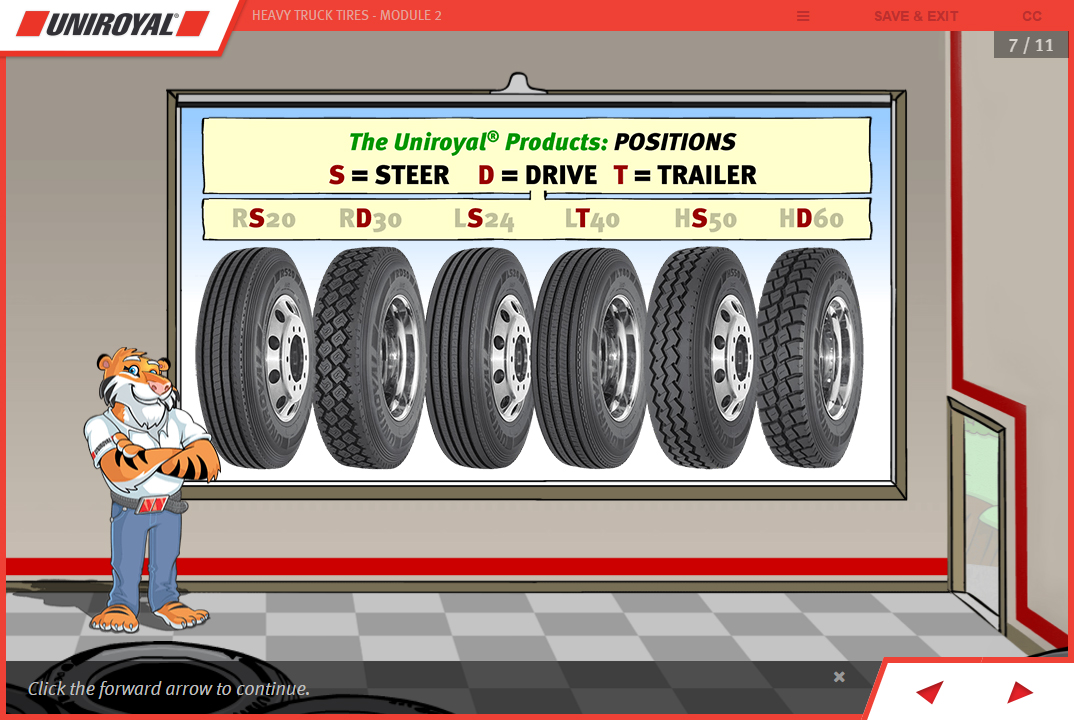 UNIROYAL®
HEAVY TRUCK TIRES - MODULE 2
SAVE & EXIT
CC
7 / 11
The Uniroyal® Products: POSITIONS
S = STEER D = DRIVE T = TRAILER
RS20 RD30 LS24 LT40 HS50 HD60
Click the forward arrow to continue.